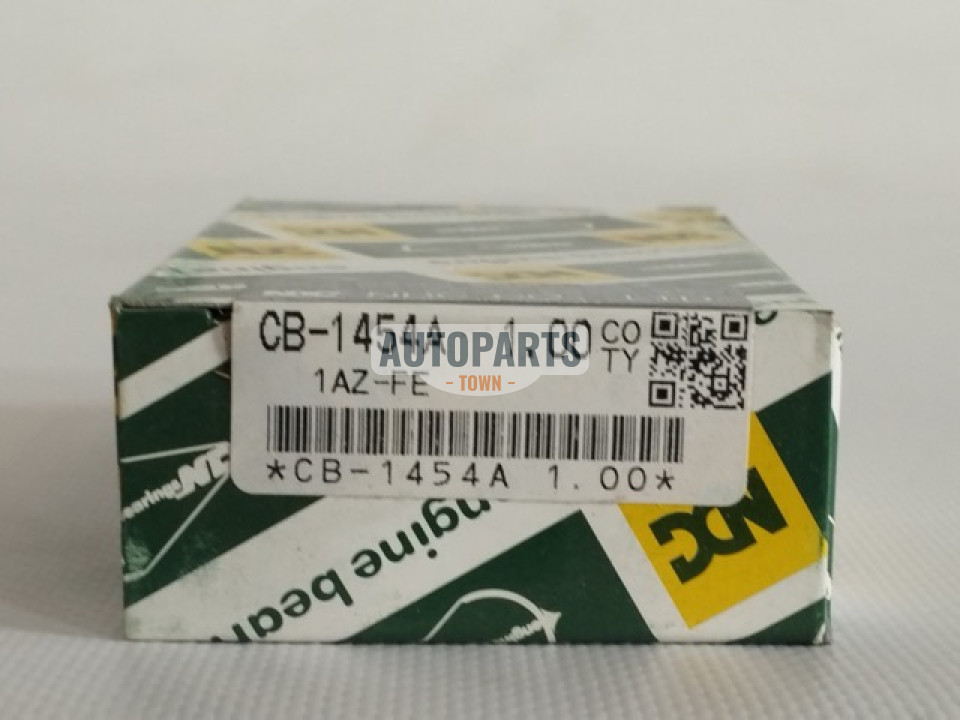 CB-1454A 1.00 CO
TY
AUTOPARTS
- TOWN -
1AZ-FE
*CB-1454A 1.00*
NDC
ngine bear